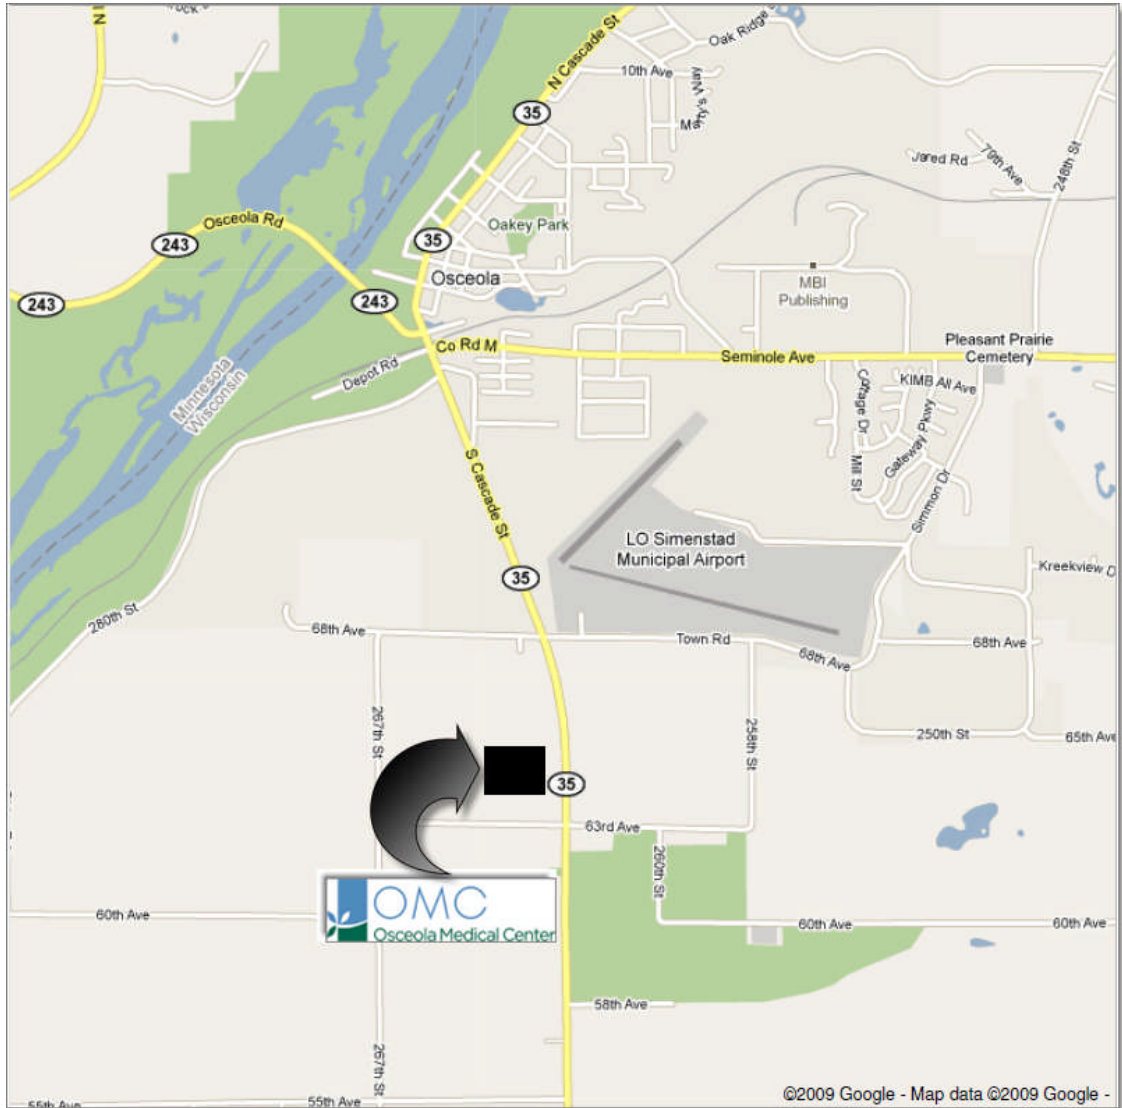 N
Oak Ridge
N Cascade St
10th Ave
Marty's Way
35
Jared Rd
79th Ave
248th St
Osceola Rd
243
Oakey Park
35
Osceola
MBI
Publishing
243
243
Co Rd M
Seminole Ave
Pleasant Prairie
Cemetery
Depot Rd
Minnesota
Wisconsin
KIMB All Ave
Cottage Dr
Gateway Pkwy
Mill St
S Cascade St
Simmon Dr
LO Simenstad
Municipal Airport
35
Kreekview D
280th St
68th Ave
Town Rd
68th Ave
68th Ave
267th St
258th St
250th St
65th Ave
35
63rd Ave
260th St
OMC
Osceola Medical Center
60th Ave
60th Ave
60th Ave
58th Ave
267th St
55th Ave
55th Ave
©2009 Google - Map data ©2009 Google -